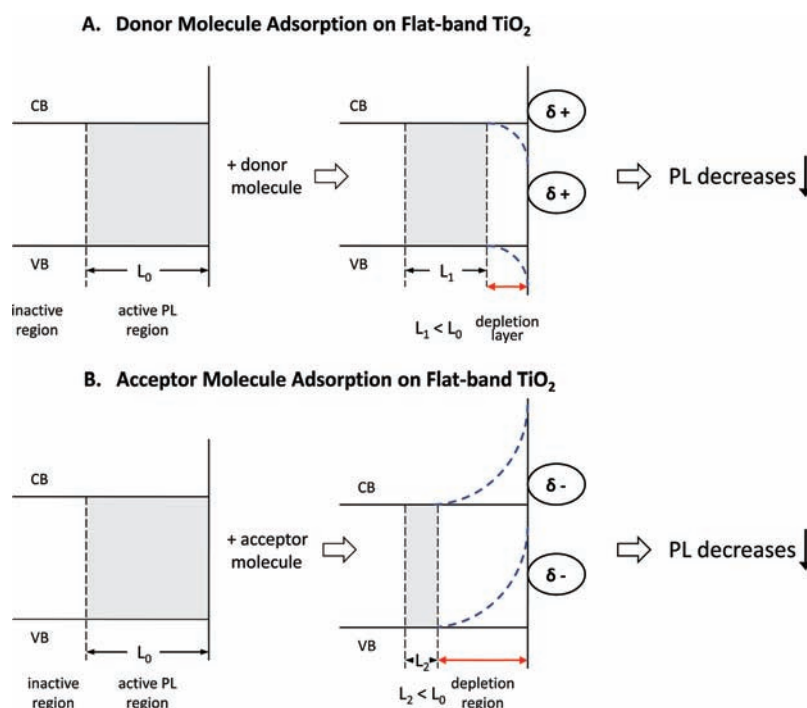 A. Donor Molecule Adsorption on Flat-band TiO₂
CB
VB
L₀
inactive
region
active PL
region
+ donor
molecule
CB
VB
L₁
L₁ < L₀
depletion
layer
δ +
δ +
PL decreases
B. Acceptor Molecule Adsorption on Flat-band TiO₂
CB
VB
L₀
inactive
region
active PL
region
+ acceptor
molecule
CB
VB
L₂
L₂ < L₀
depletion
region
δ -
δ -
PL decreases